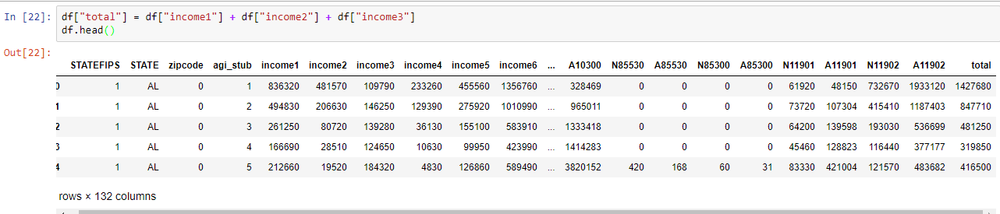 In [22]: df["total"] = df["income1"] + df["income2"] + df["income3"]
df.head()
Out[22]:
STATEFIPS STATE zipcode agi_stub income1 income2 income3 income4 income5 income6 ... A10300 N85530 A85530 N85300 A85300 N11901 A11901 N11902 A11902 total
0 1 AL 0 1 836320 481570 109790 233260 455560 1356760 ... 328469 0 0 0 0 61920 48150 732670 1933120 1427680
1 1 AL 0 2 494830 206630 146250 129390 275920 1010990 ... 965011 0 0 0 0 73720 107304 415410 1187403 847710
2 1 AL 0 3 261250 80720 139280 36130 155100 583910 ... 1333418 0 0 0 0 64200 139598 193030 536699 481250
3 1 AL 0 4 166690 28510 124650 10630 99950 423990 ... 1414283 0 0 0 0 45460 128823 116440 377177 319850
4 1 AL 0 5 212660 19520 184320 4830 126860 589490 ... 3820152 420 168 60 31 83330 421004 121570 483682 416500
rows × 132 columns